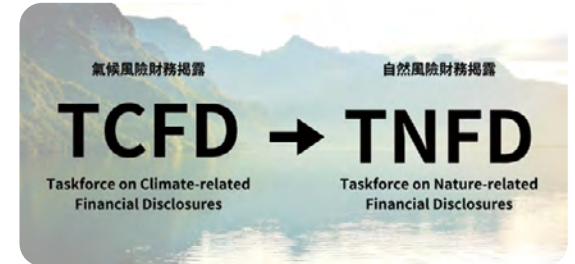 氣候風險財務揭露
TCFD
Taskforce on Climate-related
Financial Disclosures
→
自然風險財務揭露
TNFD
Taskforce on Nature-related
Financial Disclosures